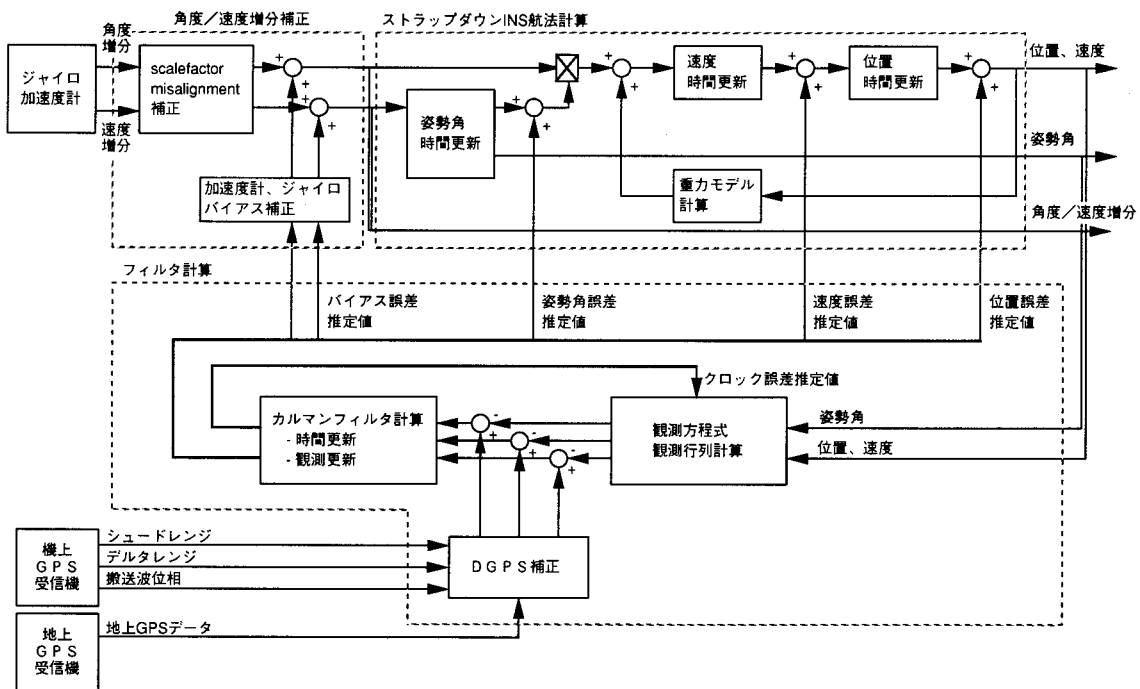 角度／速度増分補正
ストラップダウンINS航法計算
角度
増分
ジャイロ
加速度計
速度
増分
scalefactor
misalignment
補正
+
+
+
+
加速度計、ジャイロ
バイアス補正
姿勢角
時間更新
+
+
+
+
速度
時間更新
+
+
位置
時間更新
+
+
重力モデル
計算
位置、速度
姿勢角
角度／速度増分
フィルタ計算
バイアス誤差
推定値
姿勢角誤差
推定値
速度誤差
推定値
位置誤差
推定値
クロック誤差推定値
カルマンフィルタ計算
- 時間更新
- 観測更新
-
+
-
+
-
+
観測方程式
観測行列計算
姿勢角
位置、速度
機上
ＧＰＳ
受信機
シュードレンジ
デルタレンジ
搬送波位相
ＤＧＰＳ補正
地上
ＧＰＳ
受信機
地上GPSデータ